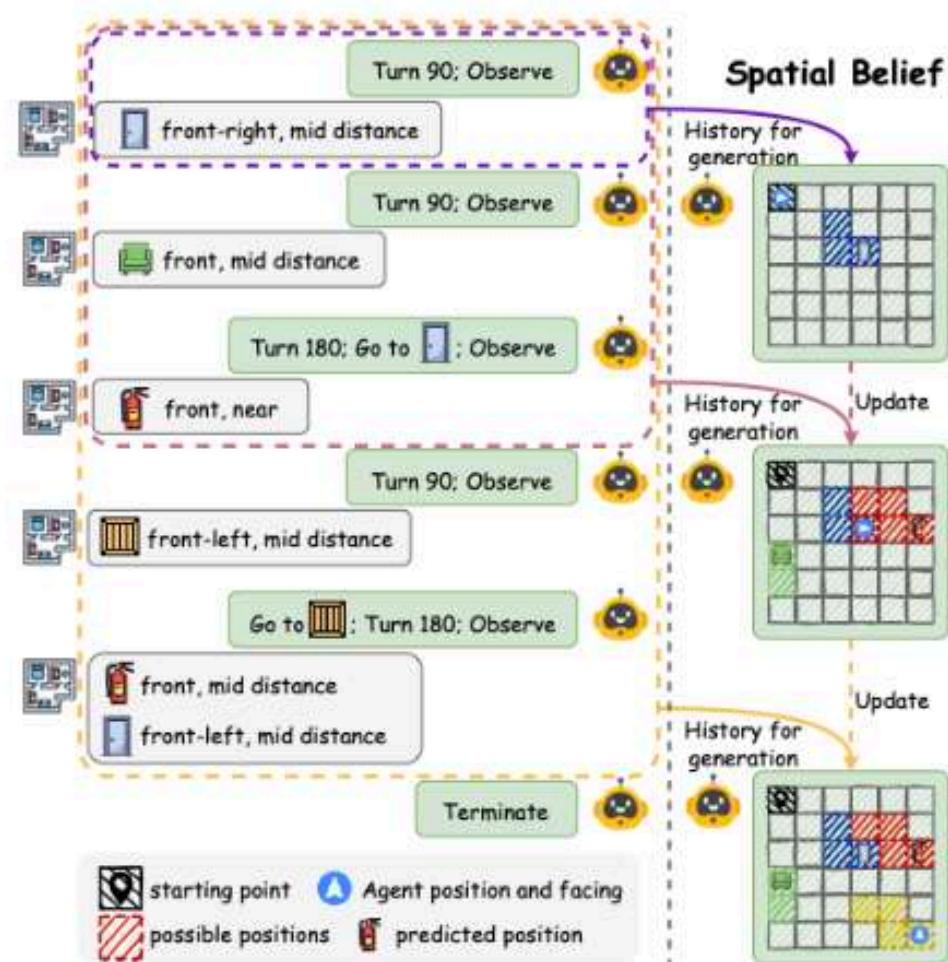 Turn 90; Observe
front-right, mid distance
Turn 90; Observe
front, mid distance
Turn 180; Go to ; Observe
front, near
Turn 90; Observe
front-left, mid distance
Go to ; Turn 180; Observe
front, mid distance
front-left, mid distance
Terminate
starting point
Agent position and facing
possible positions
predicted position
Spatial Belief
History for
generation
Update
History for
generation
Update
History for
generation